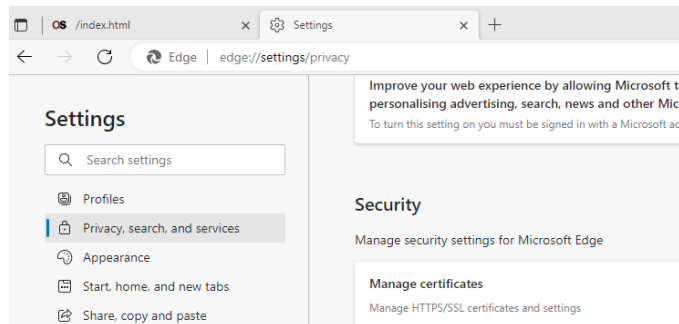 OS /index.html
Settings
Edge
edge://settings/privacy
Settings
Search settings
Profiles
Privacy, search, and services
Appearance
Start, home, and new tabs
Share, copy and paste
Improve your web experience by allowing Microsoft t
personalising advertising, search, news and other Mic
To turn this setting on you must be signed in with a Microsoft ac
Security
Manage security settings for Microsoft Edge
Manage certificates
Manage HTTPS/SSL certificates and settings